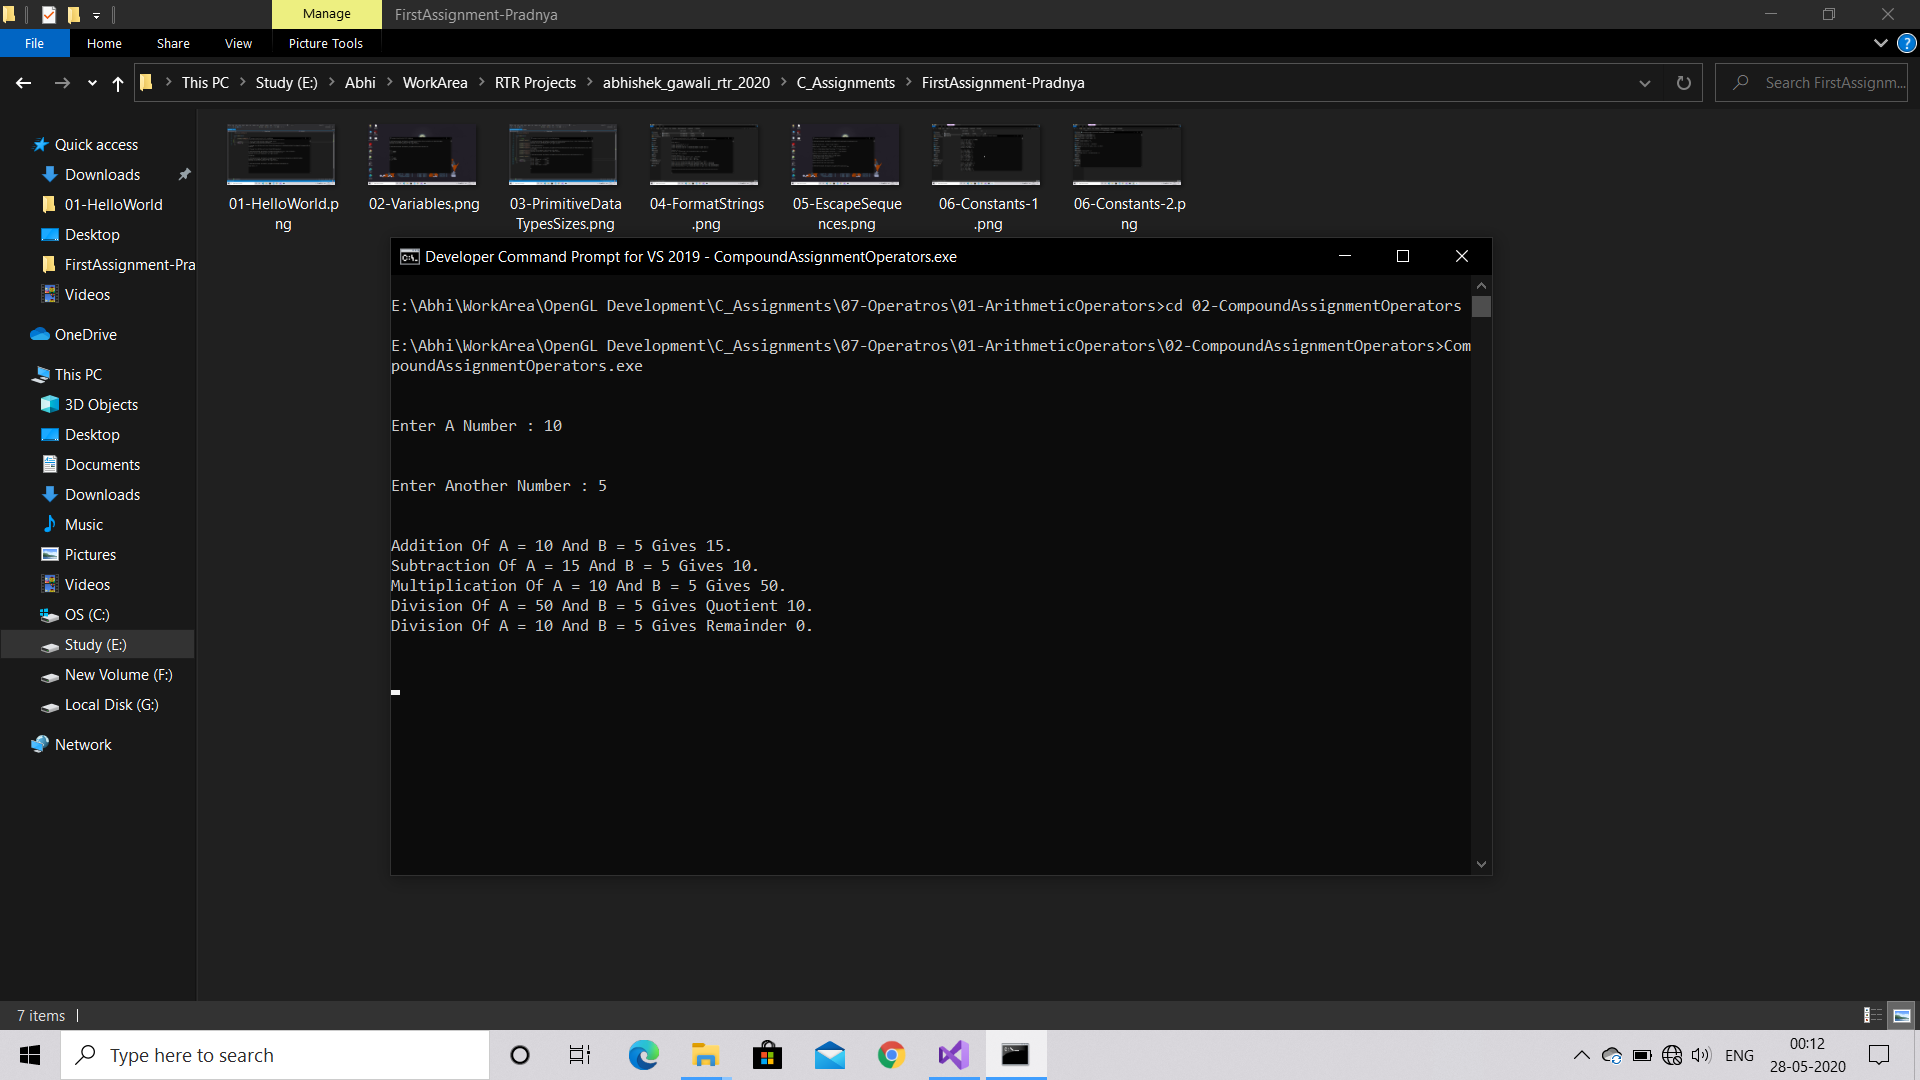 Manage
FirstAssignment-Pradnya
File
Home
Share
View
Picture Tools
This PC
Study (E:)
Abhi
WorkArea
RTR Projects
abhishek_gawali_rtr_2020
C_Assignments
FirstAssignment-Pradnya
Search FirstAssignm...
Quick access
Downloads
01-HelloWorld
Desktop
FirstAssignment-Pra
Videos
OneDrive
This PC
3D Objects
Desktop
Documents
Downloads
Music
Pictures
Videos
OS (C:)
Study (E:)
New Volume (F:)
Local Disk (G:)
Network
01-HelloWorld.p
ng
02-Variables.png
03-PrimitiveData
TypesSizes.png
04-FormatStrings
.png
05-EscapeSeque
nces.png
06-Constants-1
.png
06-Constants-2.p
ng
Developer Command Prompt for VS 2019 - CompoundAssignmentOperators.exe
E:\Abhi\WorkArea\OpenGL Development\C_Assignments\07-Operatros\01-ArithmeticOperators>cd 02-CompoundAssignmentOperators
E:\Abhi\WorkArea\OpenGL Development\C_Assignments\07-Operatros\01-ArithmeticOperators\02-CompoundAssignmentOperators>Com
poundAssignmentOperators.exe
Enter A Number : 10
Enter Another Number : 5
Addition Of A = 10 And B = 5 Gives 15.
Subtraction Of A = 15 And B = 5 Gives 10.
Multiplication Of A = 10 And B = 5 Gives 50.
Division Of A = 50 And B = 5 Gives Quotient 10.
Division Of A = 10 And B = 5 Gives Remainder 0.
7 items
Type here to search
ENG
00:12
28-05-2020